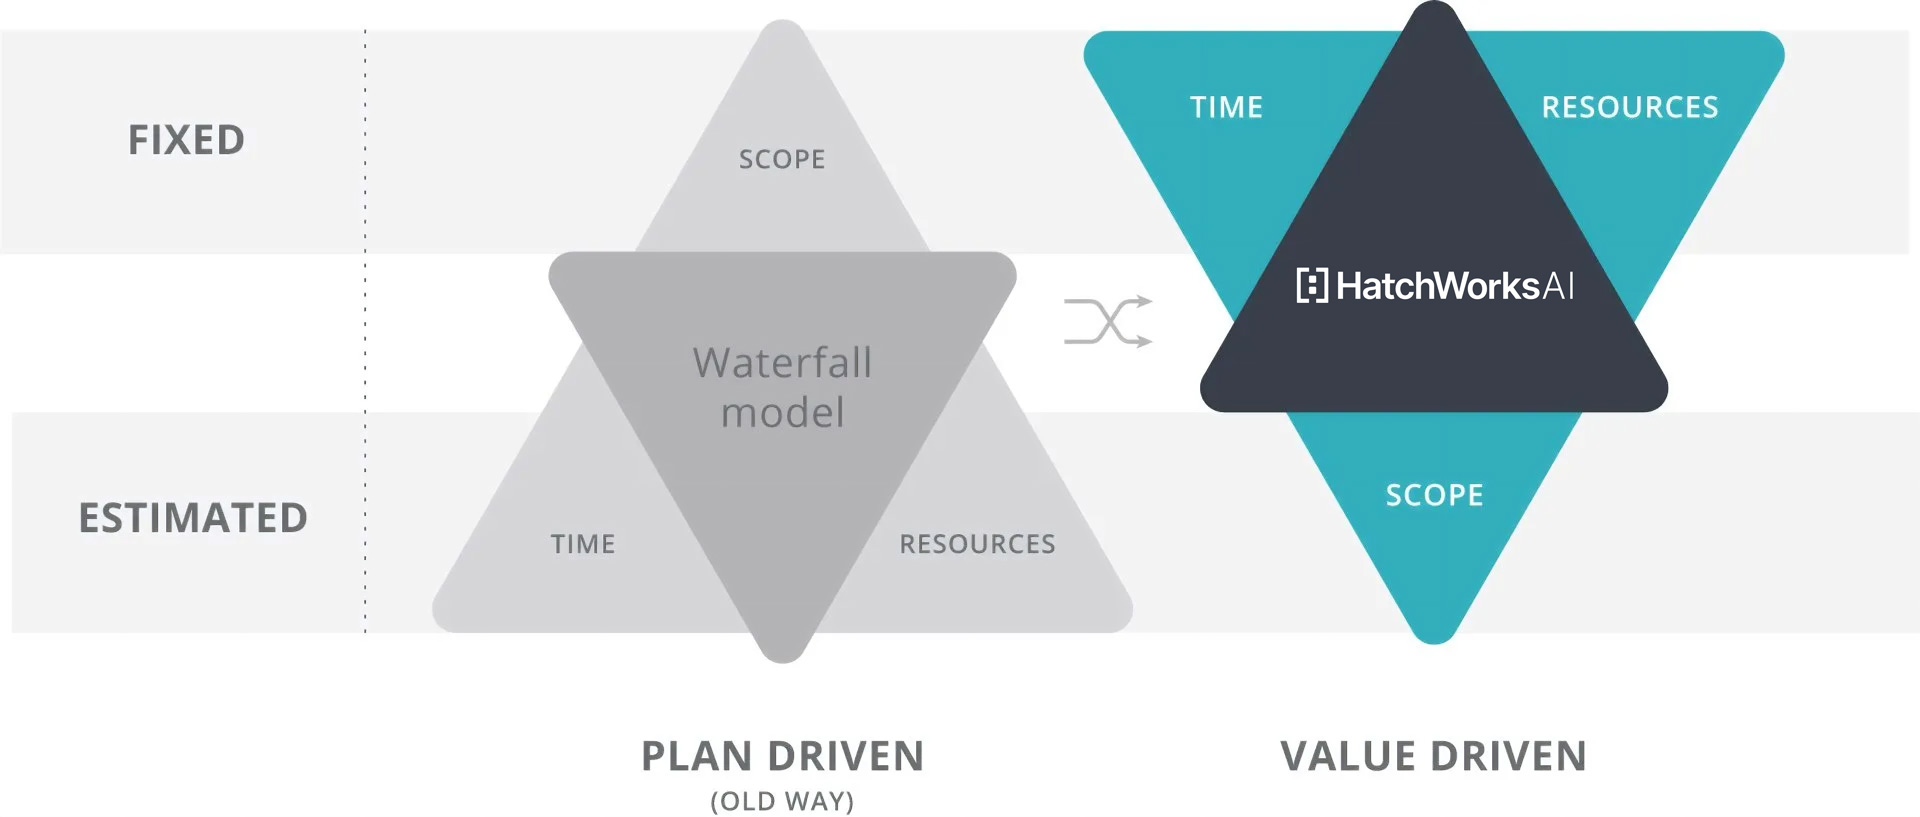 FIXED
SCOPE
TIME
RESOURCES
HatchWorksAI
Waterfall
model
ESTIMATED
TIME
RESOURCES
SCOPE
PLAN DRIVEN
(OLD WAY)
VALUE DRIVEN